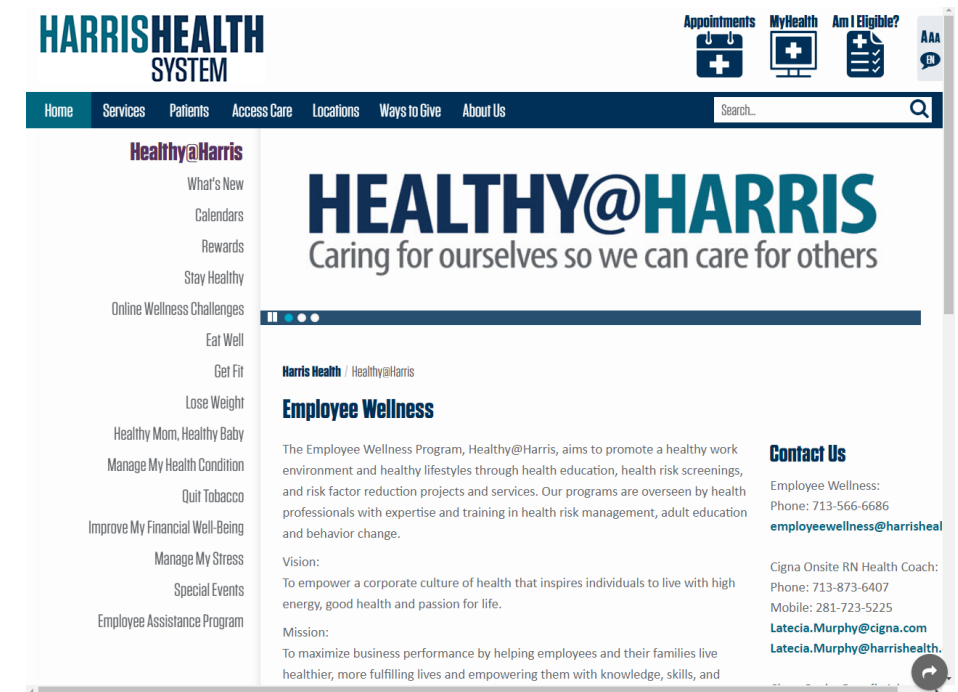 HARRISHEALTH
SYSTEM
Appointments
MyHealth
Am I Eligible?
AAA
EN
Home
Services
Patients
Access Care
Locations
Ways to Give
About Us
Search...
Healthy@Harris
What's New
Calendars
Rewards
Stay Healthy
Online Wellness Challenges
Eat Well
Get Fit
Lose Weight
Healthy Mom, Healthy Baby
Manage My Health Condition
Quit Tobacco
Improve My Financial Well-Being
Manage My Stress
Special Events
Employee Assistance Program
HEALTHY@HARRIS
Caring for ourselves so we can care for others
Harris Health / Healthy@Harris
Employee Wellness
The Employee Wellness Program, Healthy@Harris, aims to promote a healthy work
environment and healthy lifestyles through health education, health risk screenings,
and risk factor reduction projects and services. Our programs are overseen by health
professionals with expertise and training in health risk management, adult education
and behavior change.
Vision:
To empower a corporate culture of health that inspires individuals to live with high
energy, good health and passion for life.
Mission:
To maximize business performance by helping employees and their families live
healthier, more fulfilling lives and empowering them with knowledge, skills, and
Contact Us
Employee Wellness:
Phone: 713-566-6686
employeewellness@harrisheal
Cigna Onsite RN Health Coach:
Phone: 713-873-6407
Mobile: 281-723-5225
Latecia.Murphy@cigna.com
Latecia.Murphy@harrishealth.